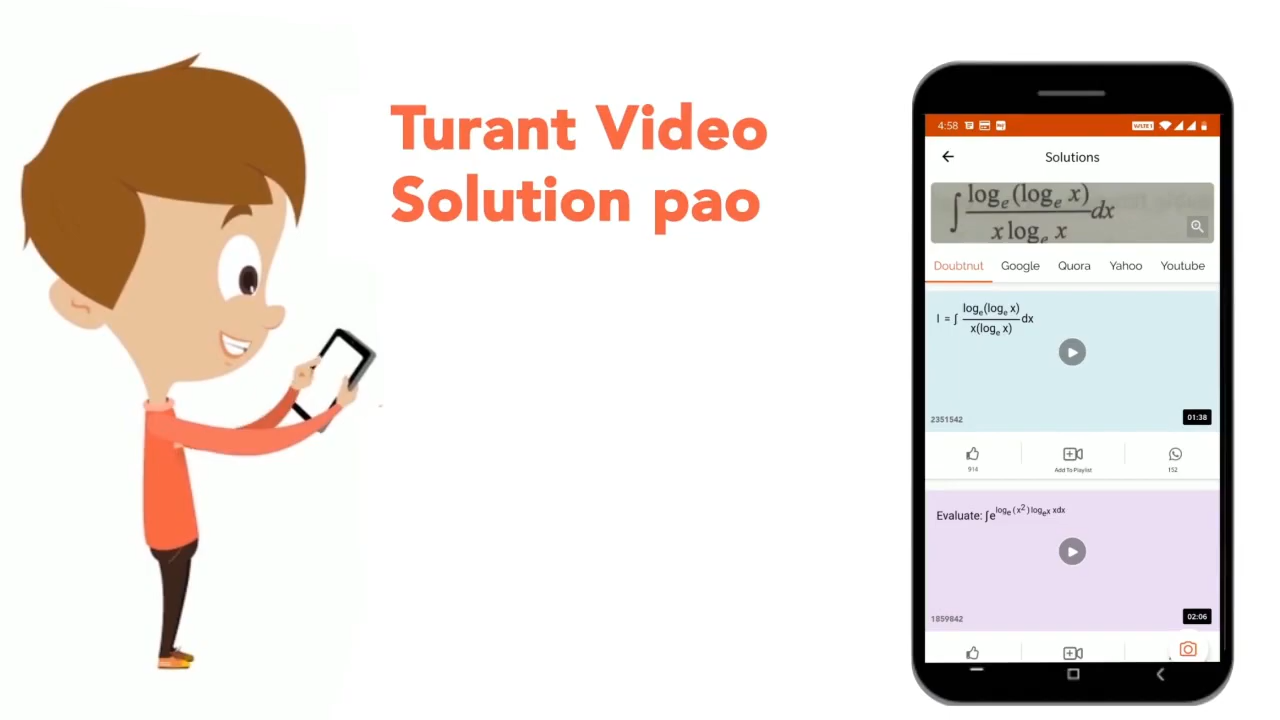 Turant Video
Solution pao
4:58
VoLTE1
Solutions
∫ logₑ(logₑ x) / x logₑ x dx
Doubtnut Google Quora Yahoo Youtube
I = ∫ logₑ(logₑ x) / x(logₑ x) dx
2351542 01:38
914 Add To Playlist 152
Evaluate: ∫e^logₑ(x²)logₑx xdx
1859842 02:06